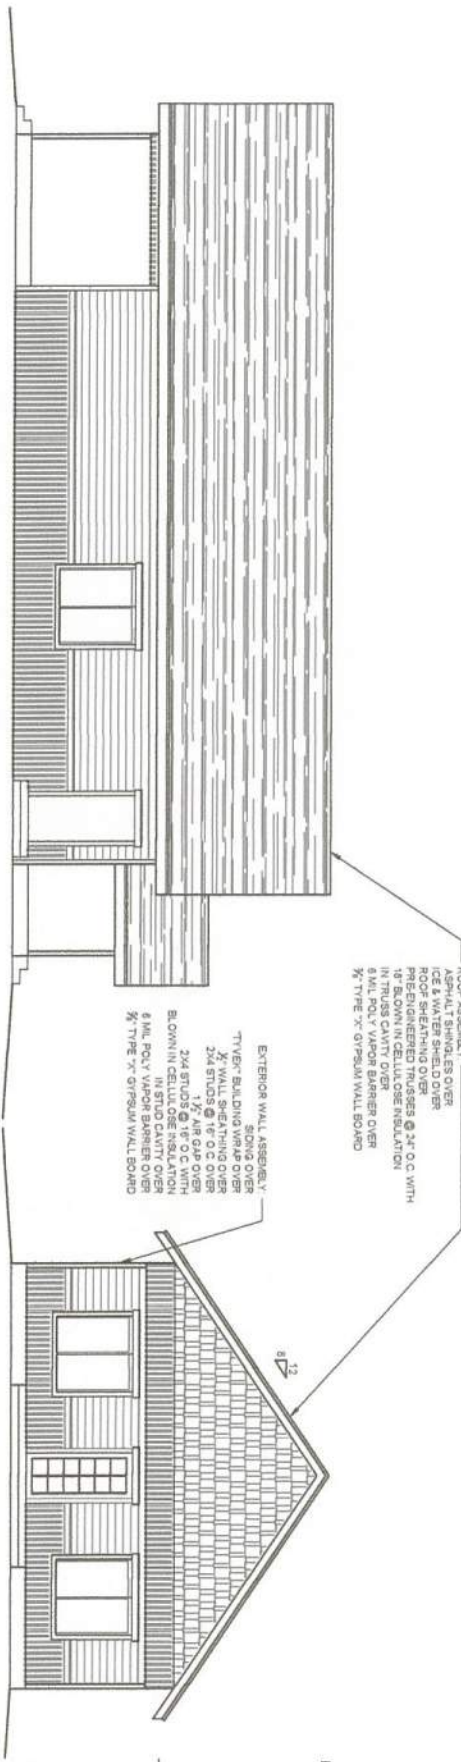 ROOF ASSEMBLY:
ASPHALT SHINGLES OVER
ICE & WATER SHIELD OVER
ROOF SHEATHING OVER
PRE-ENGINEERED TRUSSES @ 24" O.C. WITH
18" BLOWN IN CELLULOSE INSULATION
IN TRUSS CAVITY OVER
6 MIL POLY VAPOR BARRIER OVER
⅝" TYPE "X" GYPSUM WALL BOARD
EXTERIOR WALL ASSEMBLY:
SIDING OVER
"TYVEK" BUILDING WRAP OVER
WALL SHEATHING OVER
2X4 STUDS @ 16" O.C. OVER
1½" AIR GAP OVER
2X4 STUDS @ 16" O.C. WITH
BLOWN IN CELLULOSE INSULATION
IN STUD CAVITY OVER
6 MIL POLY VAPOR BARRIER OVER
⅝" TYPE "X" GYPSUM WALL BOARD
12
8